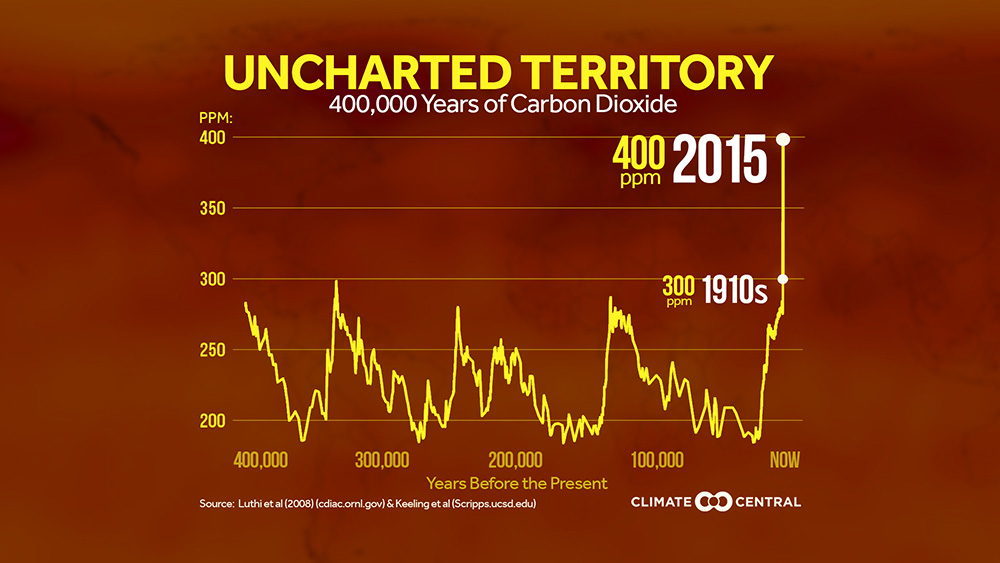 UNCHARTED TERRITORY
400,000 Years of Carbon Dioxide
PPM:
400
400 ppm 2015
350
300
300 ppm 1910s
250
200
400,000 300,000 200,000 100,000 NOW
Years Before the Present
Source: Luthi et al (2008) (cdiac.ornl.gov) & Keeling et al (Scripps.ucsd.edu)
CLIMATE CENTRAL